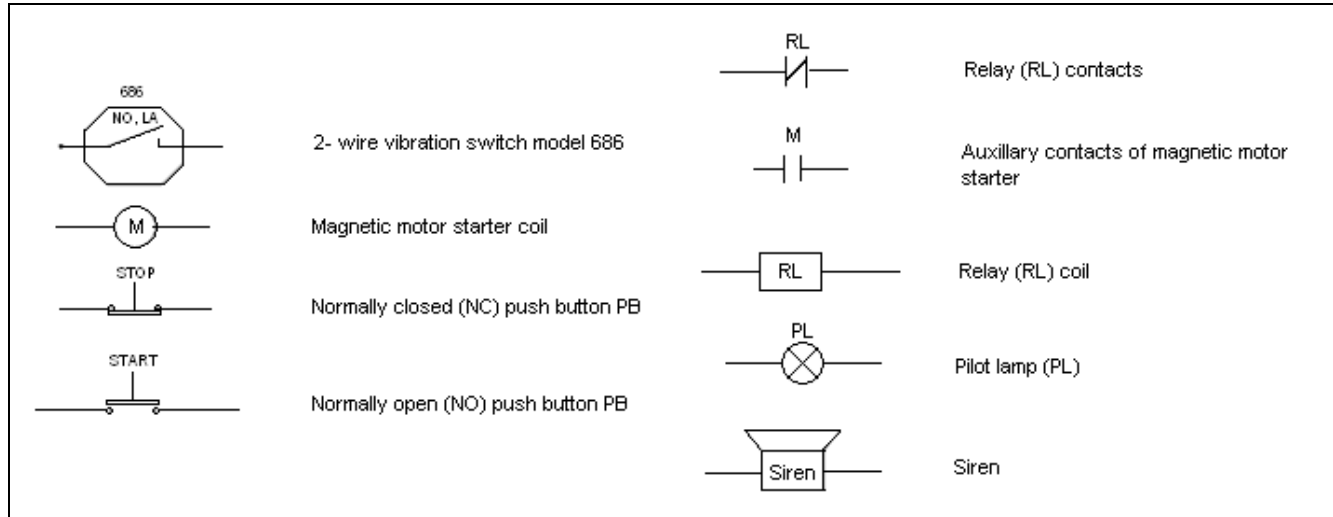 686
NO, LA
2- wire vibration switch model 686
M
Magnetic motor starter coil
STOP
Normally closed (NC) push button PB
START
Normally open (NO) push button PB
RL
Relay (RL) contacts
M
Auxillary contacts of magnetic motor
starter
RL
Relay (RL) coil
PL
Pilot lamp (PL)
Siren
Siren